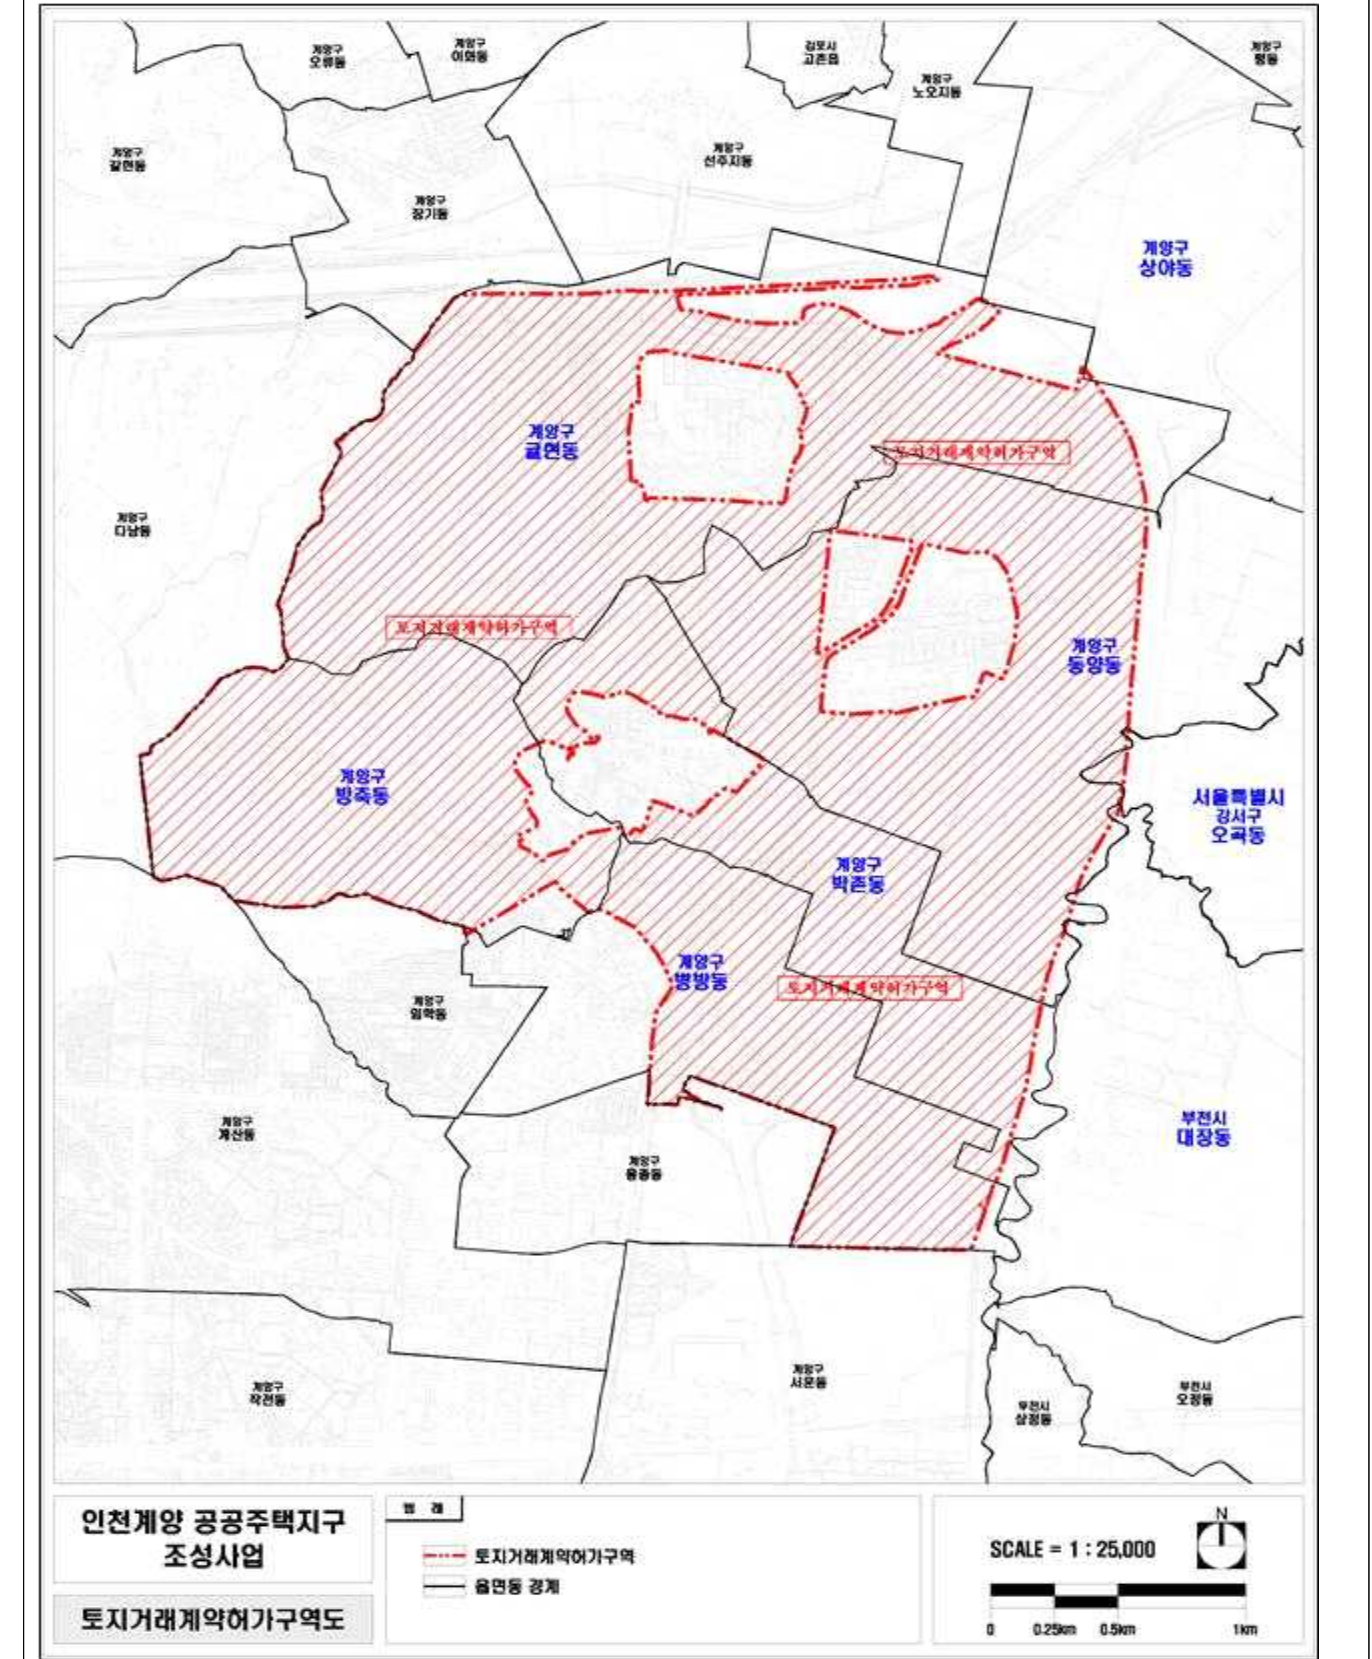 계양구
오류동
계양구
이화동
김포시
고촌읍
계양구
노오지동
계양구
평동
계양구
갈현동
계양구
선주지동
계양구
장기동
계양구
상야동
계양구
귤현동
토지거래계약허가구역
계양구
다남동
토지거래계약허가구역
계양구
동양동
계양구
방축동
서울특별시
강서구
오곡동
계양구
박촌동
계양구
병방동
토지거래계약허가구역
계양구
임학동
계양구
계산동
부천시
대장동
계양구
용종동
계양구
서운동
계양구
작전동
부천시
오정동
부천시
삼정동
인천계양 공공주택지구
조성사업
토지거래계약허가구역도
범 례
토지거래계약허가구역
읍면동 경계
N
SCALE = 1 : 25,000
0 0.25km 0.5km 1km